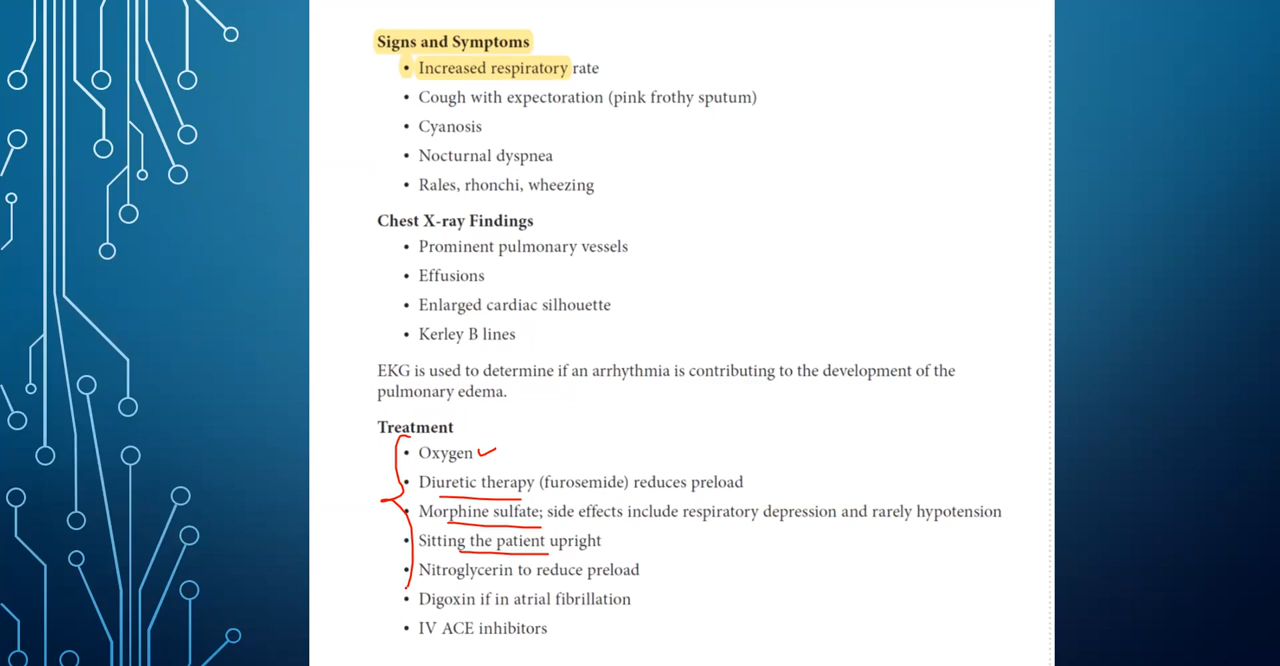 Signs and Symptoms
• Increased respiratory rate
• Cough with expectoration (pink frothy sputum)
• Cyanosis
• Nocturnal dyspnea
• Rales, rhonchi, wheezing
Chest X-ray Findings
• Prominent pulmonary vessels
• Effusions
• Enlarged cardiac silhouette
• Kerley B lines
EKG is used to determine if an arrhythmia is contributing to the development of the
pulmonary edema.
Treatment
• Oxygen
• Diuretic therapy (furosemide) reduces preload
• Morphine sulfate; side effects include respiratory depression and rarely hypotension
• Sitting the patient upright
• Nitroglycerin to reduce preload
• Digoxin if in atrial fibrillation
• IV ACE inhibitors